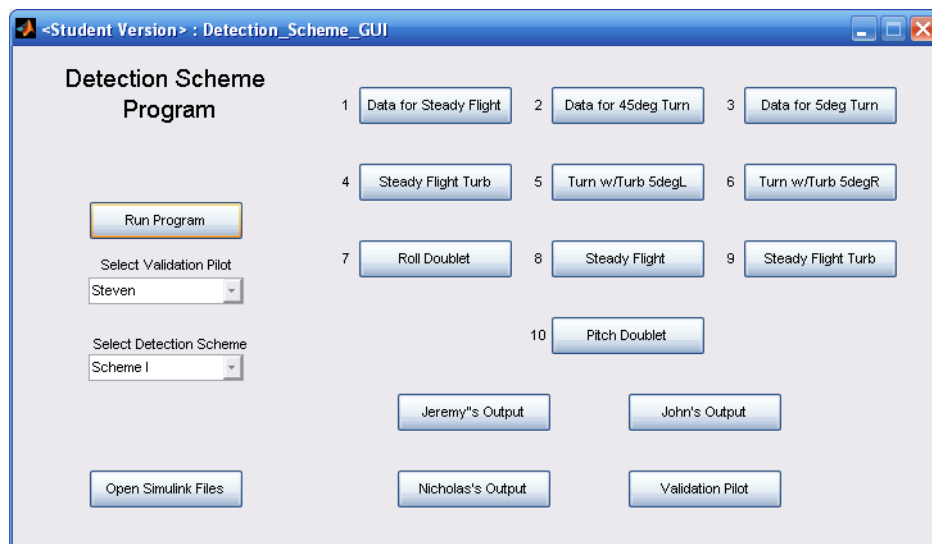 <Student Version> : Detection_Scheme_GUI
Detection Scheme
Program
1 Data for Steady Flight 2 Data for 45deg Turn 3 Data for 5deg Turn
4 Steady Flight Turb 5 Turn w/Turb 5degL 6 Turn w/Turb 5degR
Run Program
7 Roll Doublet 8 Steady Flight 9 Steady Flight Turb
Select Validation Pilot
Steven
10 Pitch Doublet
Select Detection Scheme
Scheme I
Jeremy"s Output John's Output
Open Simulink Files Nicholas's Output Validation Pilot